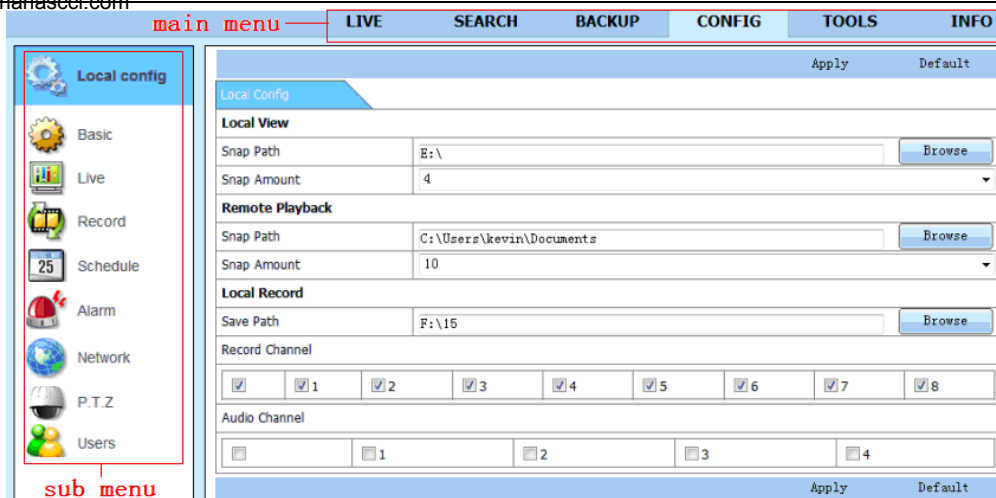 main menu
LIVE SEARCH BACKUP CONFIG TOOLS INFO
Local config
Basic
Live
Record
25 Schedule
Alarm
Network
P.T.Z
Users
sub menu
Apply Default
Local Config
Local View
Snap Path E:\ Browse
Snap Amount 4
Remote Playback
Snap Path C:\Users\kevin\Documents Browse
Snap Amount 10
Local Record
Save Path F:\15 Browse
Record Channel
1 2 3 4 5 6 7 8
Audio Channel
1 2 3 4
Apply Default